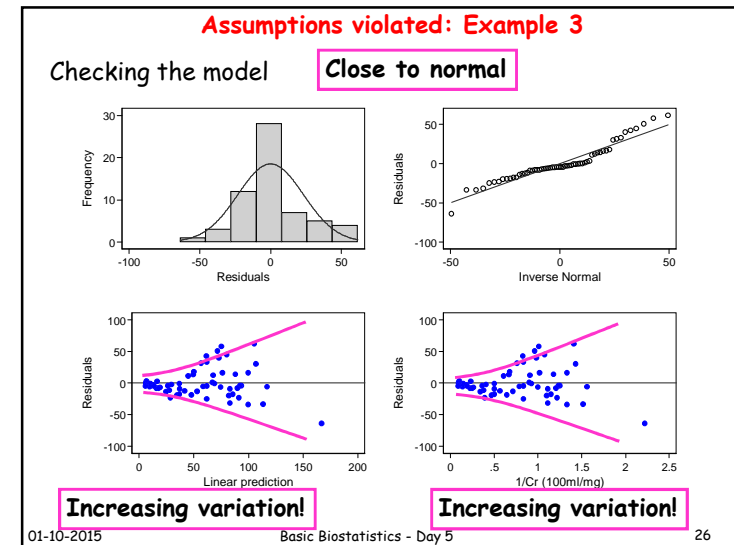 Assumptions violated: Example 3
Checking the model
Close to normal
30
20
10
0
Frequency
-100 -50 0 50
Residuals
50
0
-50
-100
Residuals
-50 0 50
Inverse Normal
100
50
0
-50
-100
Residuals
0 50 100 150 200
Linear prediction
100
50
0
-50
-100
Residuals
0 .5 1 1.5 2 2.5
1/Cr (100ml/mg)
Increasing variation!
Increasing variation!
01-10-2015 Basic Biostatistics - Day 5 26